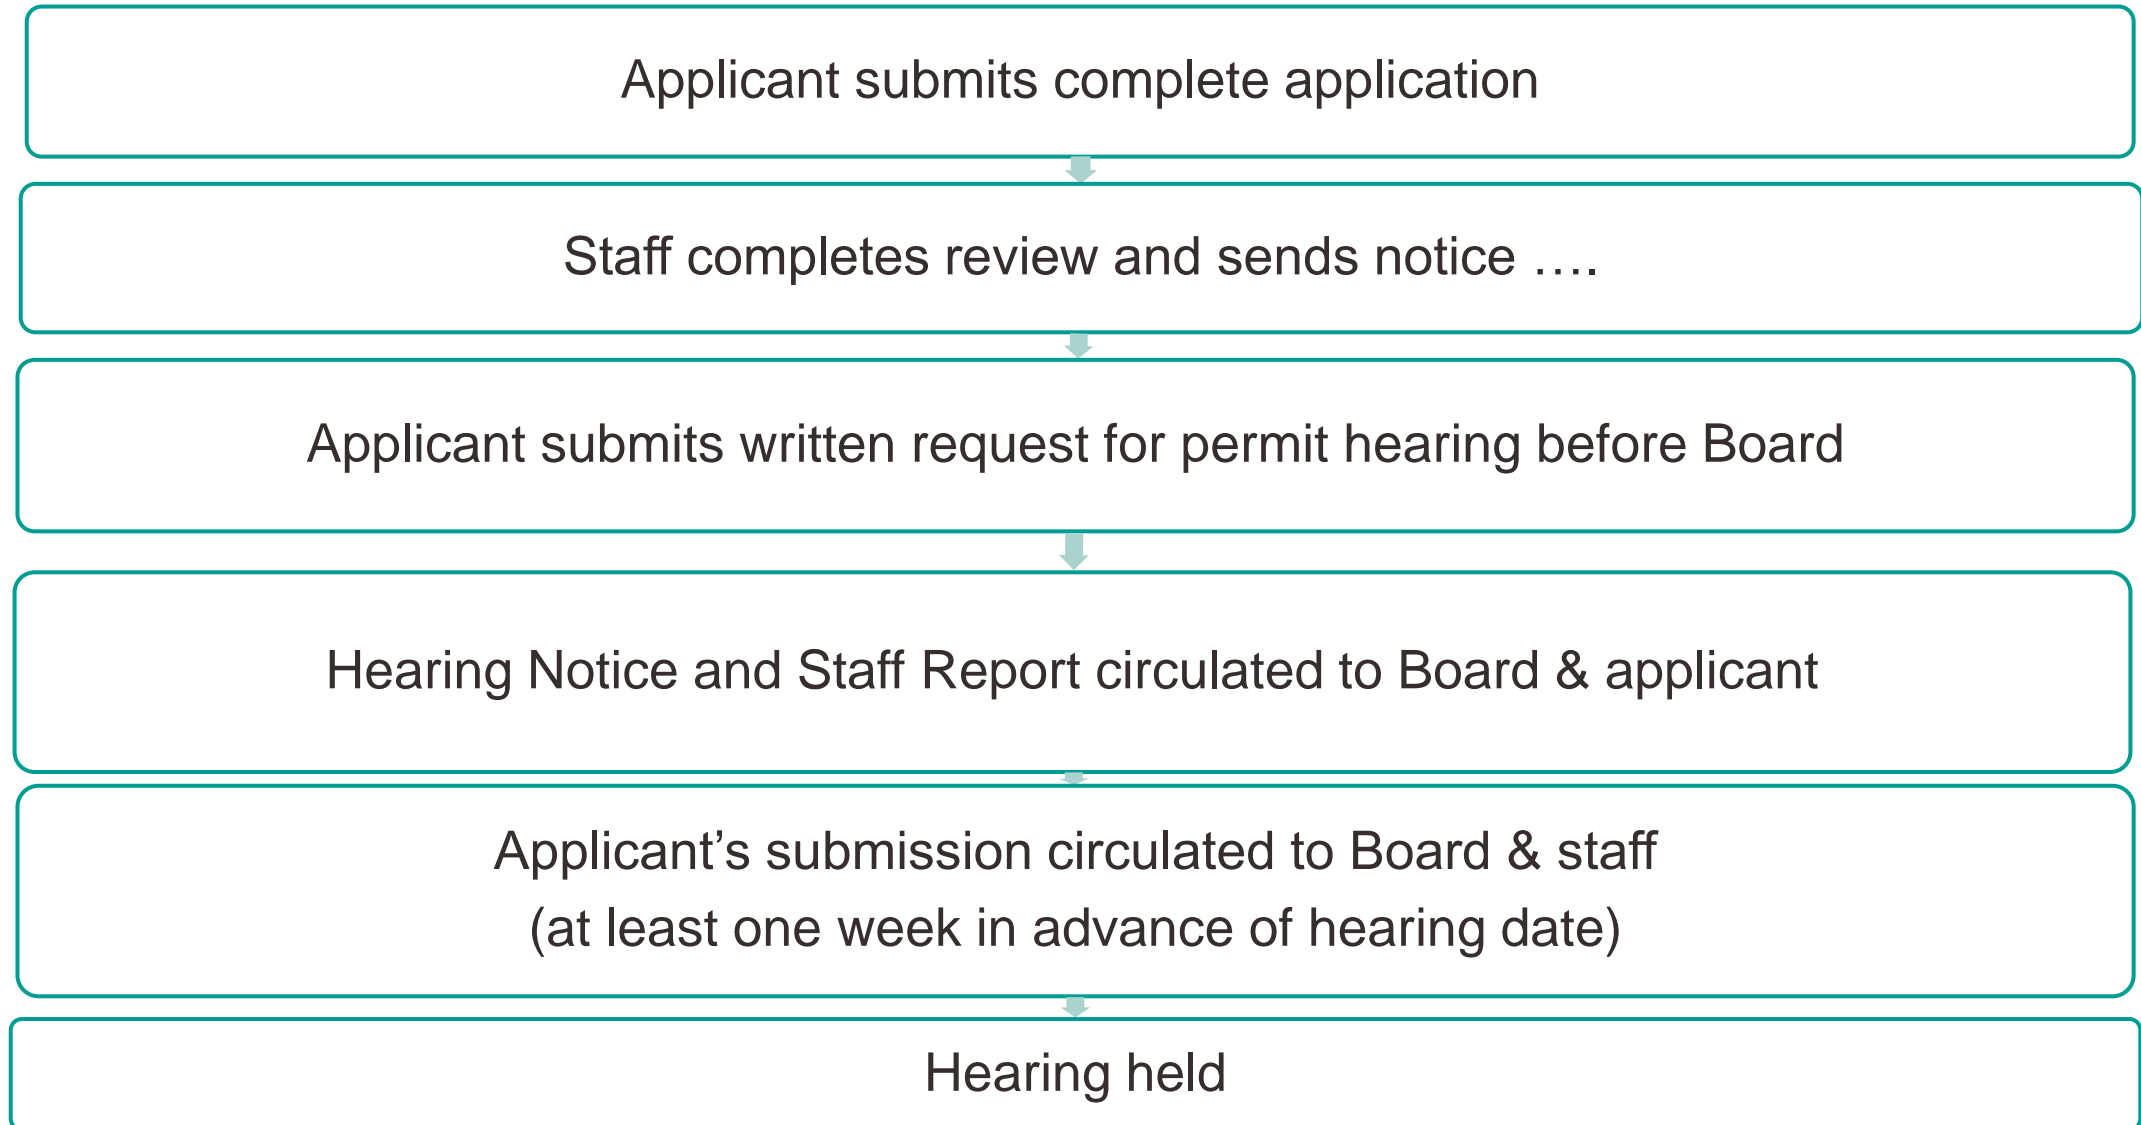 Applicant submits complete application
Staff completes review and sends notice ….
Applicant submits written request for permit hearing before Board
Hearing Notice and Staff Report circulated to Board & applicant
Applicant’s submission circulated to Board & staff
(at least one week in advance of hearing date)
Hearing held